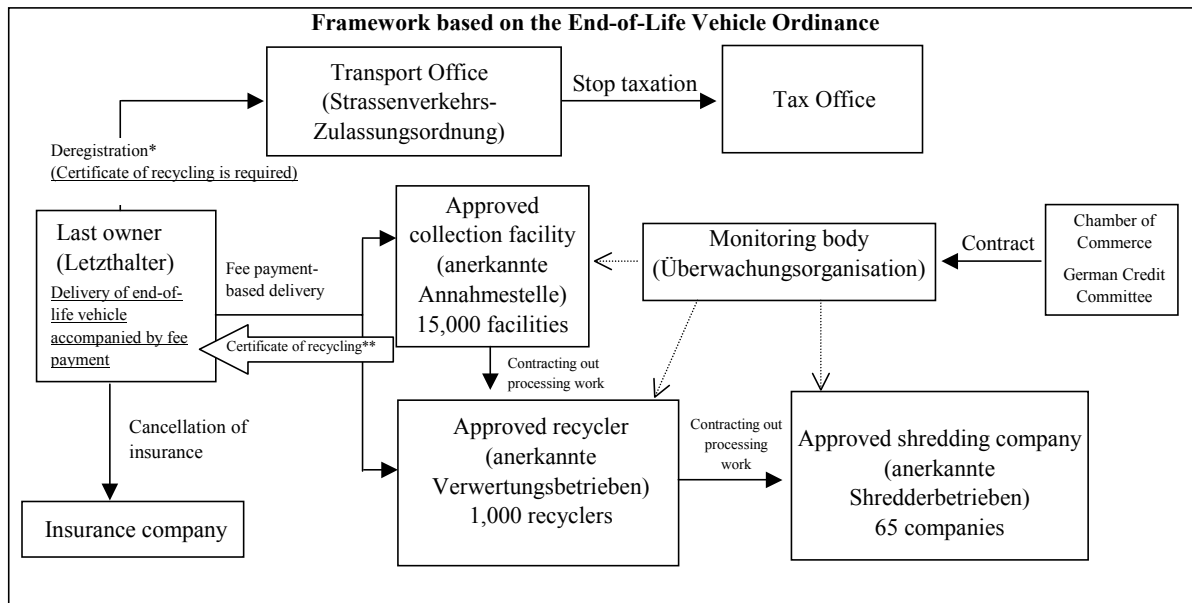 Framework based on the End-of-Life Vehicle Ordinance
Transport Office
(Strassenverkehrs-
Zulassungsordnung)
Stop taxation
Tax Office
Deregistration*
(Certificate of recycling is required)
Last owner
(Letzthalter)
Delivery of end-of-
life vehicle
accompanied by fee
payment
Fee payment-
based delivery
Certificate of recycling**
Approved
collection facility
(anerkannte
Annahmestelle)
15,000 facilities
Monitoring body
(Überwachungsorganisation)
Contract
Chamber of
Commerce
German Credit
Committee
Contracting out
processing work
Cancellation of
insurance
Insurance company
Approved recycler
(anerkannte
Verwertungsbetrieben)
1,000 recyclers
Contracting out
processing
work
Approved shredding company
(anerkannte
Shredderbetrieben)
65 companies